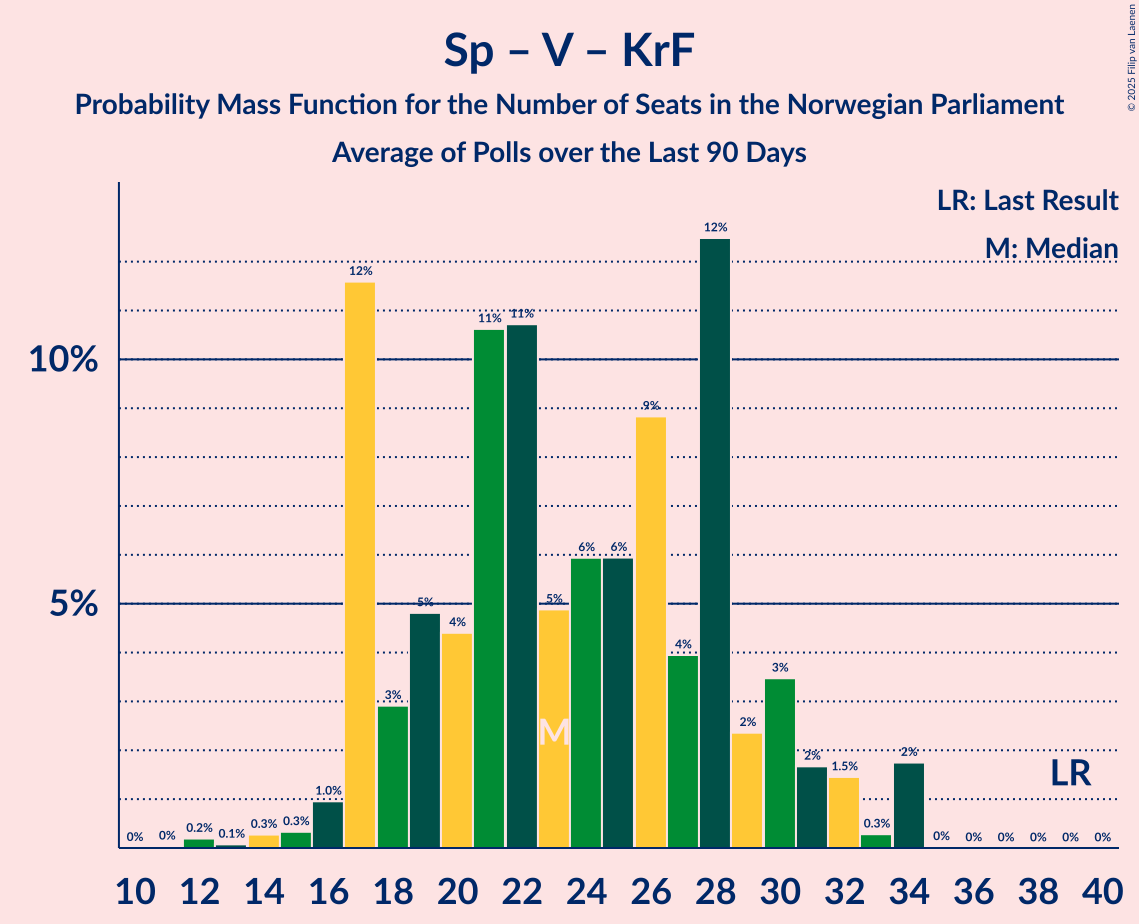 Sp – V – KrF
Probability Mass Function for the Number of Seats in the Norwegian Parliament
Average of Polls over the Last 90 Days
© 2025 Filip van Laenen
LR: Last Result
M: Median
10%
5%
0% 0% 0.2% 0.1% 0.3% 0.3% 1.0% 12% 3% 5% 4% 11% 11% 5% 6% 6% 9% 4% 12% 2% 3% 2% 1.5% 0.3% 2% 0% 0% 0% 0% 0% 0%
M
LR
10 12 14 16 18 20 22 24 26 28 30 32 34 36 38 40